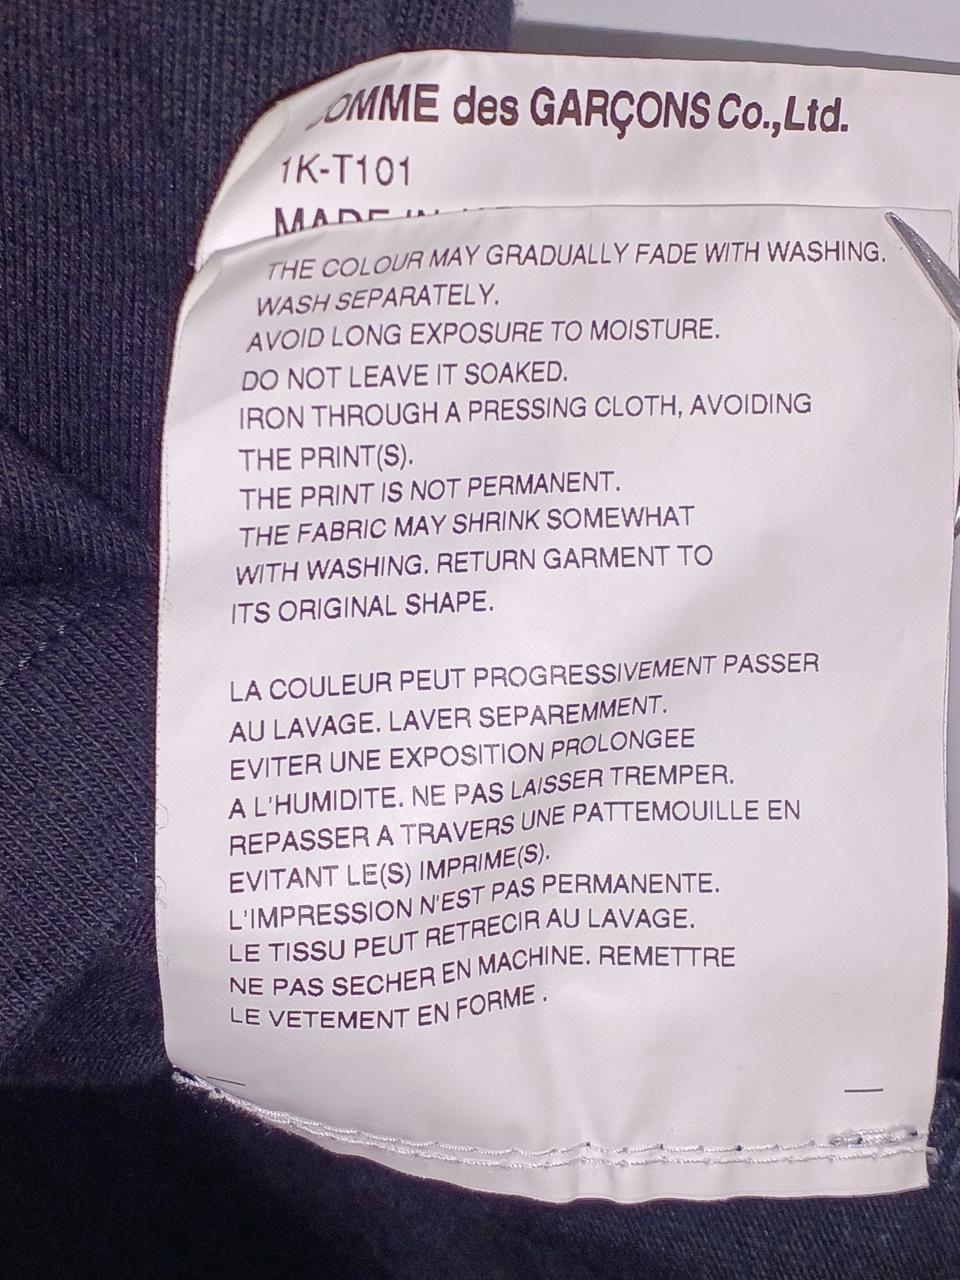 COMME des GARÇONS Co.,Ltd.
1K-T101
MADE IN
THE COLOUR MAY GRADUALLY FADE WITH WASHING.
WASH SEPARATELY.
AVOID LONG EXPOSURE TO MOISTURE.
DO NOT LEAVE IT SOAKED.
IRON THROUGH A PRESSING CLOTH, AVOIDING
THE PRINT(S).
THE PRINT IS NOT PERMANENT.
THE FABRIC MAY SHRINK SOMEWHAT
WITH WASHING. RETURN GARMENT TO
ITS ORIGINAL SHAPE.
LA COULEUR PEUT PROGRESSIVEMENT PASSER
AU LAVAGE. LAVER SEPAREMMENT.
EVITER UNE EXPOSITION PROLONGEE
A L'HUMIDITE. NE PAS LAISSER TREMPER.
REPASSER A TRAVERS UNE PATTEMOUILLE EN
EVITANT LE(S) IMPRIME(S).
L'IMPRESSION N'EST PAS PERMANENTE.
LE TISSU PEUT RETRECIR AU LAVAGE.
NE PAS SECHER EN MACHINE. REMETTRE
LE VETEMENT EN FORME .